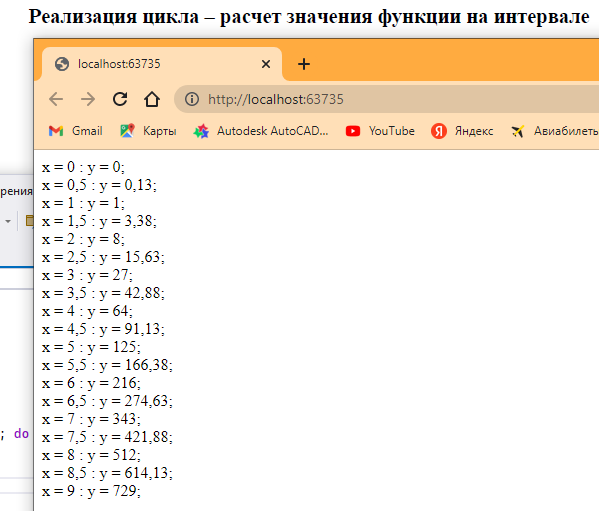 Реализация цикла – расчет значения функции на интервале
localhost:63735
http://localhost:63735
Gmail Карты Autodesk AutoCAD... YouTube Яндекс Авиабилеть
x = 0 : y = 0;
x = 0,5 : y = 0,13;
рения
x = 1 : y = 1;
x = 1,5 : y = 3,38;
x = 2 : y = 8;
x = 2,5 : y = 15,63;
x = 3 : y = 27;
x = 3,5 : y = 42,88;
x = 4 : y = 64;
x = 4,5 : y = 91,13;
x = 5 : y = 125;
x = 5,5 : y = 166,38;
x = 6 : y = 216;
x = 6,5 : y = 274,63;
x = 7 : y = 343;
; do
x = 7,5 : y = 421,88;
x = 8 : y = 512;
x = 8,5 : y = 614,13;
x = 9 : y = 729;